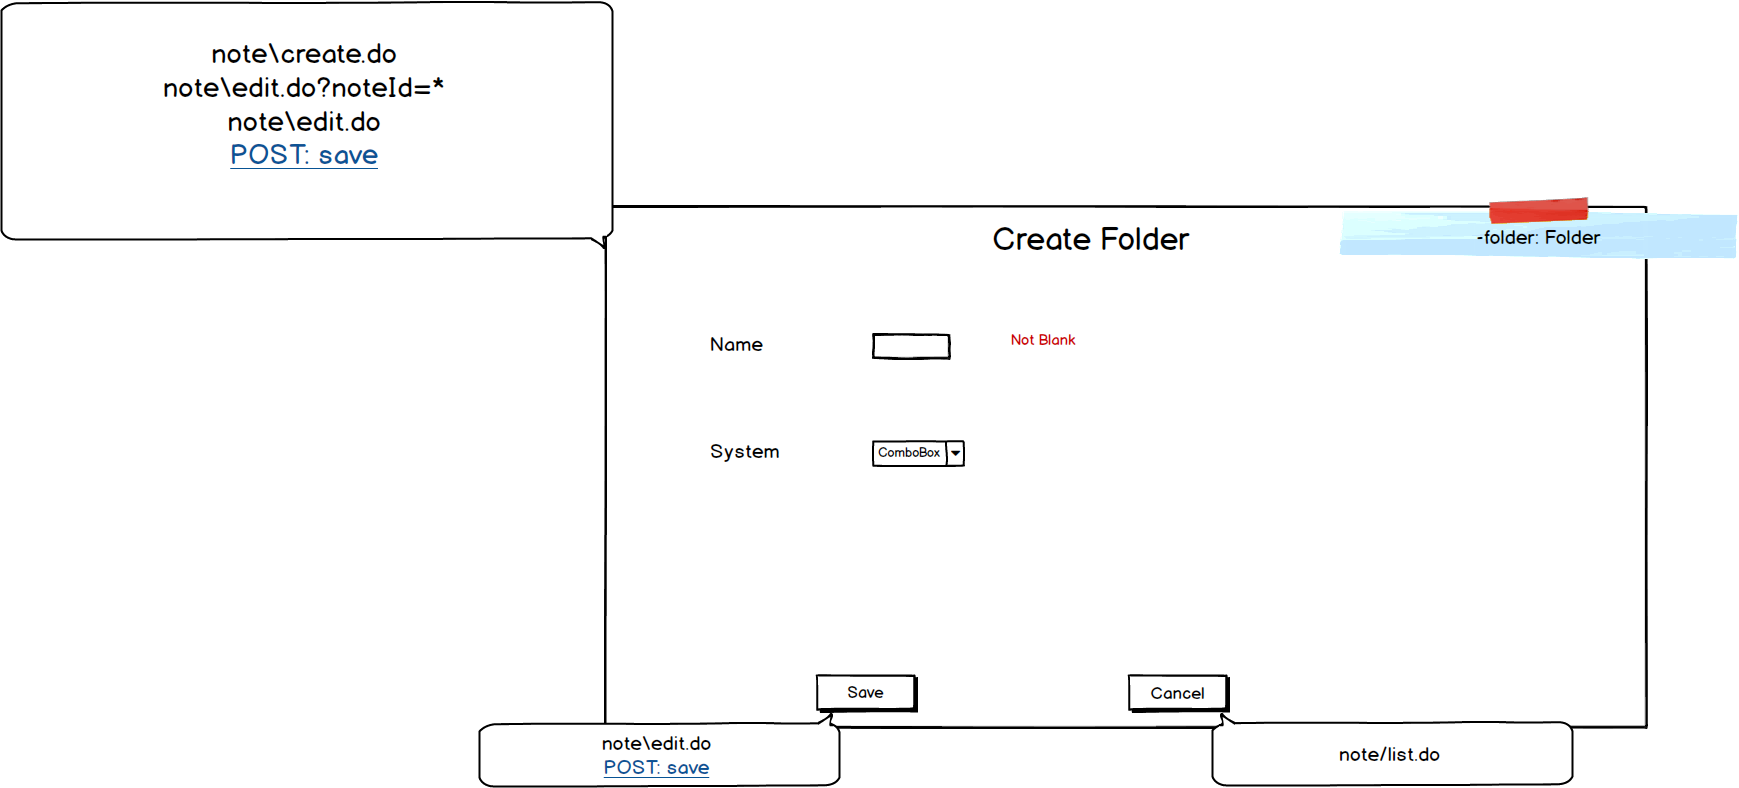 note\create.do
note\edit.do?noteId=*
note\edit.do
POST: save
Create Folder
-folder: Folder
Name
Not Blank
System
ComboBox
Save
Cancel
note\edit.do
POST: save
note/list.do